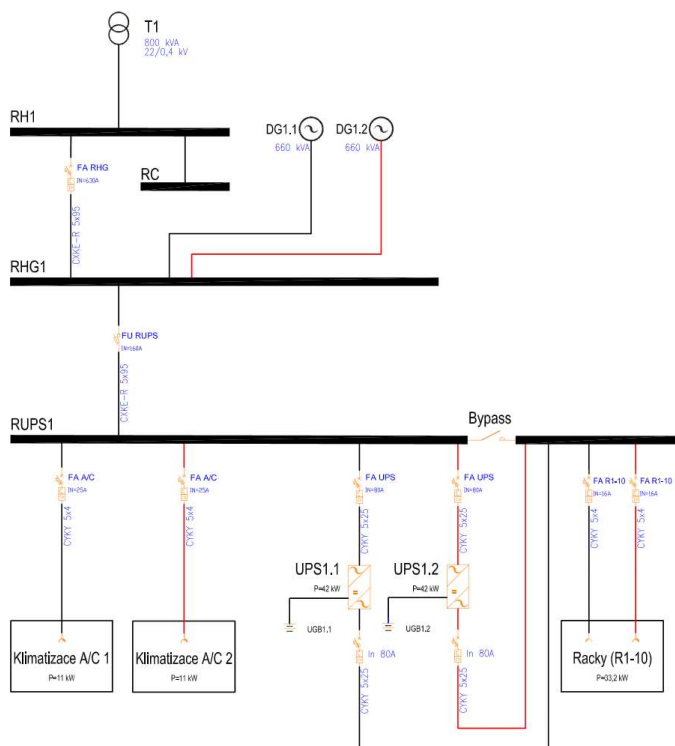 T1
800 kVA
22/0,4 kV
RH1
DG1.1
660 kVA
DG1.2
660 kVA
FA RHG
IN=630A
RC
CXKE-R 5x95
RHG1
FU RUPS
IN=160A
CXKE-R 5x95
RUPS1
Bypass
FA A/C
IN=25A
FA A/C
IN=25A
FA UPS
IN=80A
FA UPS
IN=80A
FA R1-10
IN=16A
FA R1-10
IN=16A
CYKY 5x4
CYKY 5x4
CYKY 5x25
CYKY 5x25
CYKY 5x4
CYKY 5x4
UPS1.1
P=42 kW
UPS1.2
P=42 kW
UGB1.1
UGB1.2
In 80A
In 80A
CYKY 5x25
CYKY 5x25
Klimatizace A/C 1
P=11 kW
Klimatizace A/C 2
P=11 kW
Racky (R1-10)
P=33,2 kW